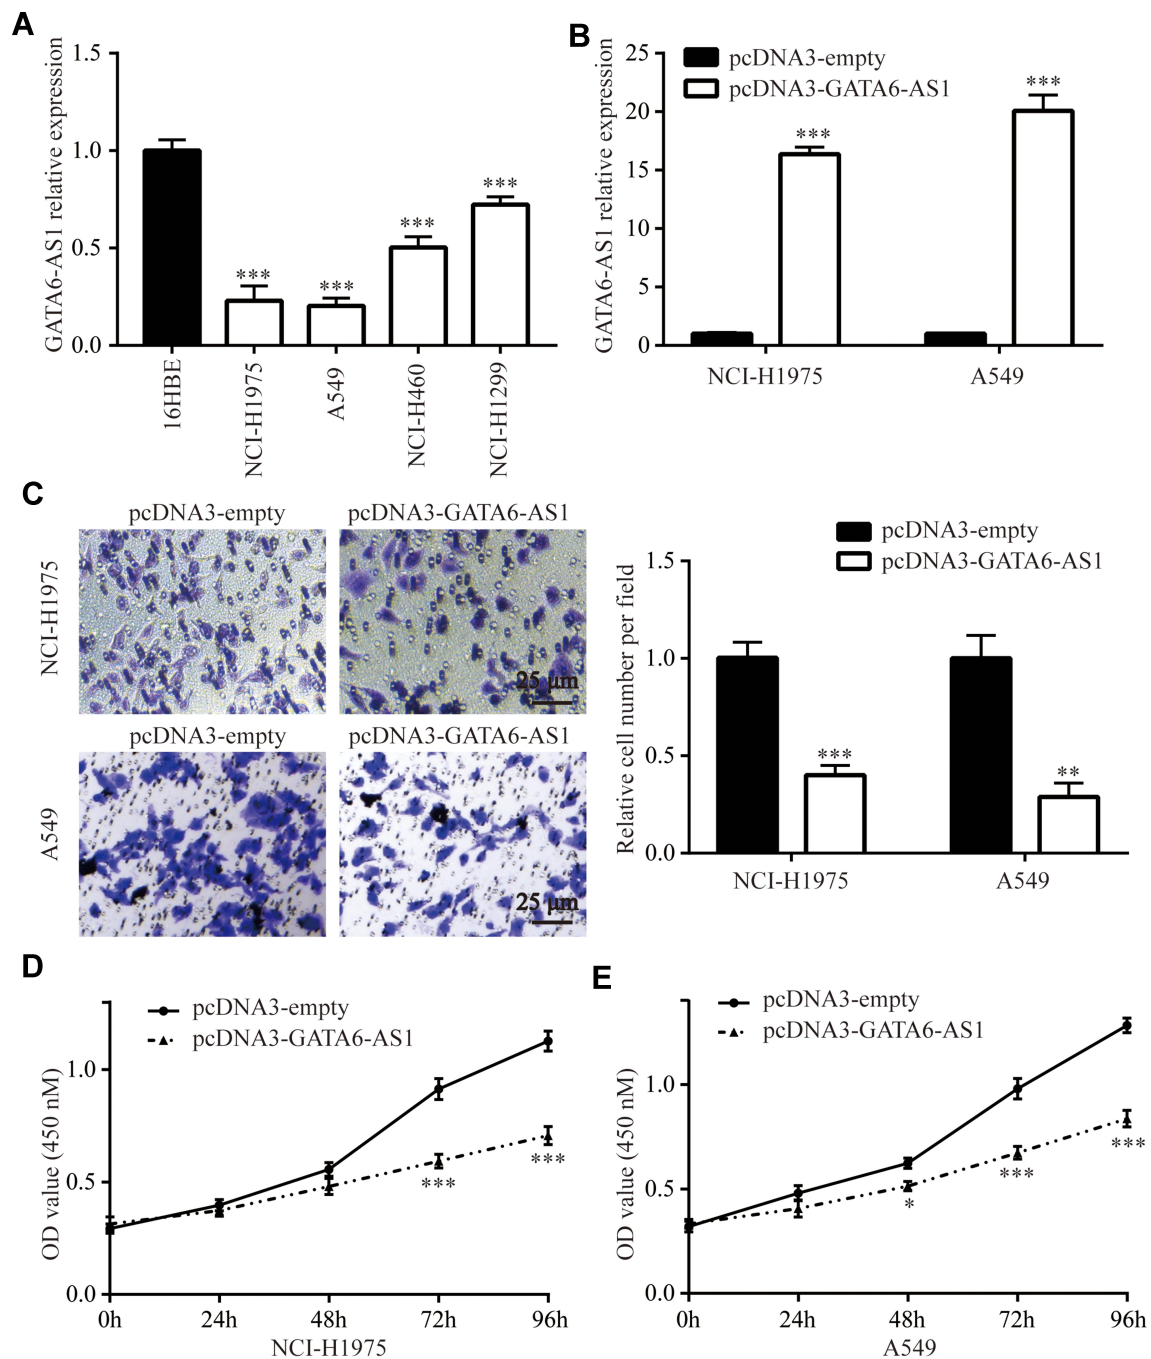 A
GATA6-AS1 relative expression
1.5
1.0
0.5
0.0
***
***
***
***
16HBE
NCI-H1975
A549
NCI-H460
NCI-H1299
B
GATA6-AS1 relative expression
25
20
15
10
5
0
pcDNA3-empty
pcDNA3-GATA6-AS1
***
***
NCI-H1975
A549
C
pcDNA3-empty
pcDNA3-GATA6-AS1
NCI-H1975
25 μm
pcDNA3-empty
pcDNA3-GATA6-AS1
A549
25 μm
pcDNA3-empty
pcDNA3-GATA6-AS1
Relative cell number per field
1.5
1.0
0.5
0.0
***
**
NCI-H1975
A549
D
pcDNA3-empty
pcDNA3-GATA6-AS1
OD value (450 nM)
1.0
0.5
0.0
***
***
0h
24h
48h
72h
96h
NCI-H1975
E
pcDNA3-empty
pcDNA3-GATA6-AS1
OD value (450 nM)
1.0
0.5
0.0
*
***
***
0h
24h
48h
72h
96h
A549